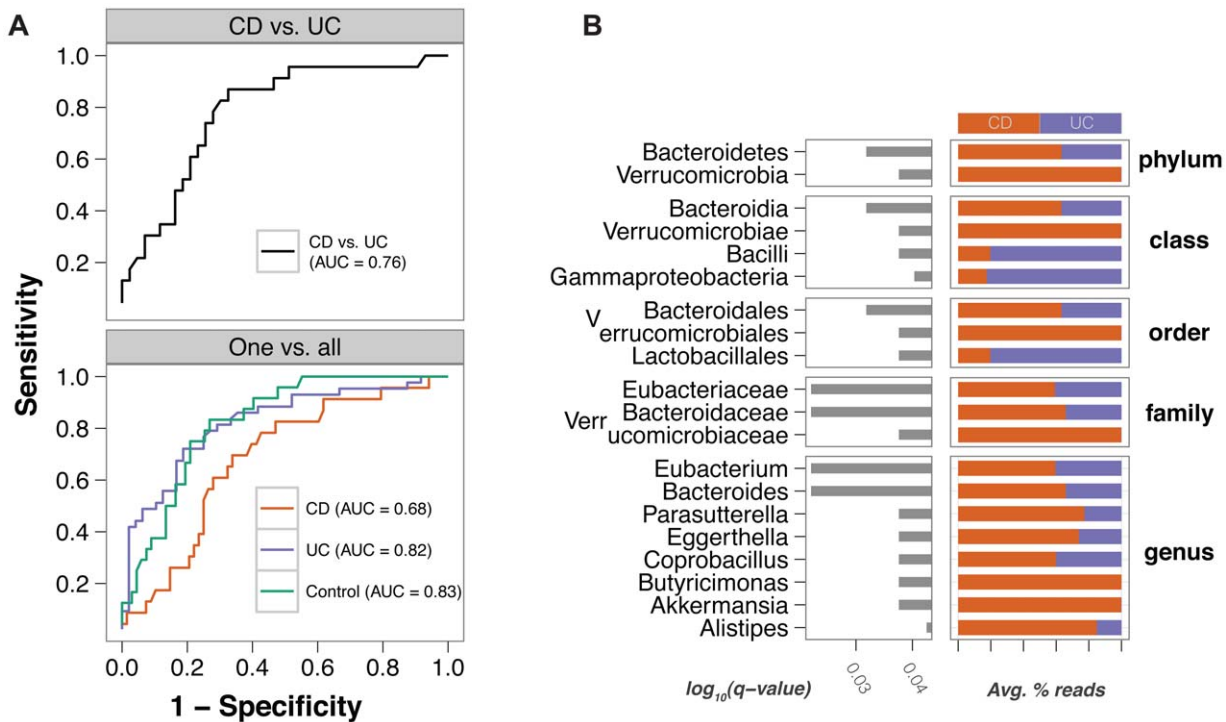 A
CD vs. UC
1.0
0.8
0.6
0.4
0.2
CD vs. UC
(AUC = 0.76)
One vs. all
1.0
0.8
0.6
0.4
0.2
CD (AUC = 0.68)
UC (AUC = 0.82)
Control (AUC = 0.83)
0.0 0.2 0.4 0.6 0.8 1.0
1 – Specificity
Sensitivity
B
CD UC
Bacteroidetes
Verrucomicrobia
phylum
Bacteroidia
Verrucomicrobiae
Bacilli
Gammaproteobacteria
class
Bacteroidales
V
errucomicrobiales
Lactobacillales
order
Eubacteriaceae
Bacteroidaceae
Verr
ucomicrobiaceae
family
Eubacterium
Bacteroides
Parasutterella
Eggerthella
Coprobacillus
Butyricimonas
Akkermansia
Alistipes
genus
0.03 0.04
log10(q−value)
Avg. % reads